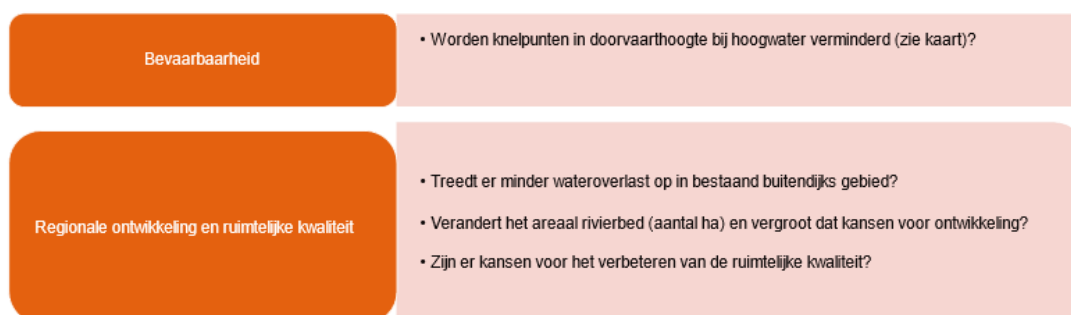 Bevaarbaarheid
• Worden knelpunten in doorvaarthoogte bij hoogwater verminderd (zie kaart)?
Regionale ontwikkeling en ruimtelijke kwaliteit
• Treedt er minder wateroverlast op in bestaand buitendijks gebied?
• Verandert het areaal rivierbed (aantal ha) en vergroot dat kansen voor ontwikkeling?
• Zijn er kansen voor het verbeteren van de ruimtelijke kwaliteit?